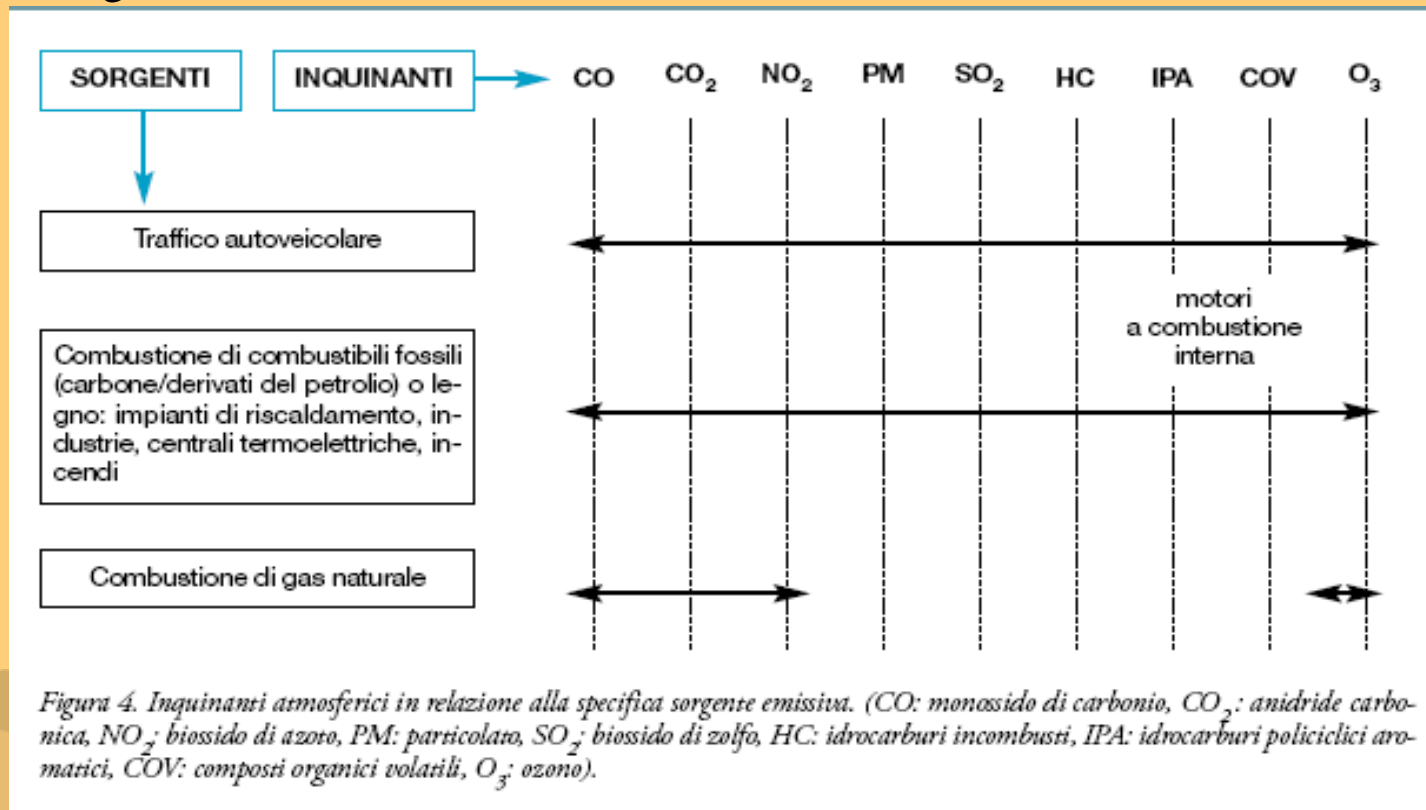 SORGENTI INQUINANTI CO CO₂ NO₂ PM SO₂ HC IPA COV O₃
Traffico autoveicolare
motori
a combustione
interna
Combustione di combustibili fossili
(carbone/derivati del petrolio) o le-
gno: impianti di riscaldamento, in-
dustrie, centrali termoelettriche, in-
cendi
Combustione di gas naturale
Figura 4. Inquinanti atmosferici in relazione alla specifica sorgente emissiva. (CO: monossido di carbonio, CO₂: anidride carbo-
nica, NO₂: biossido di azoto, PM: particolato, SO₂: biossido di zolfo, HC: idrocarburi incombusti, IPA: idrocarburi policiclici aro-
matici, COV: composti organici volatili, O₃: ozono).